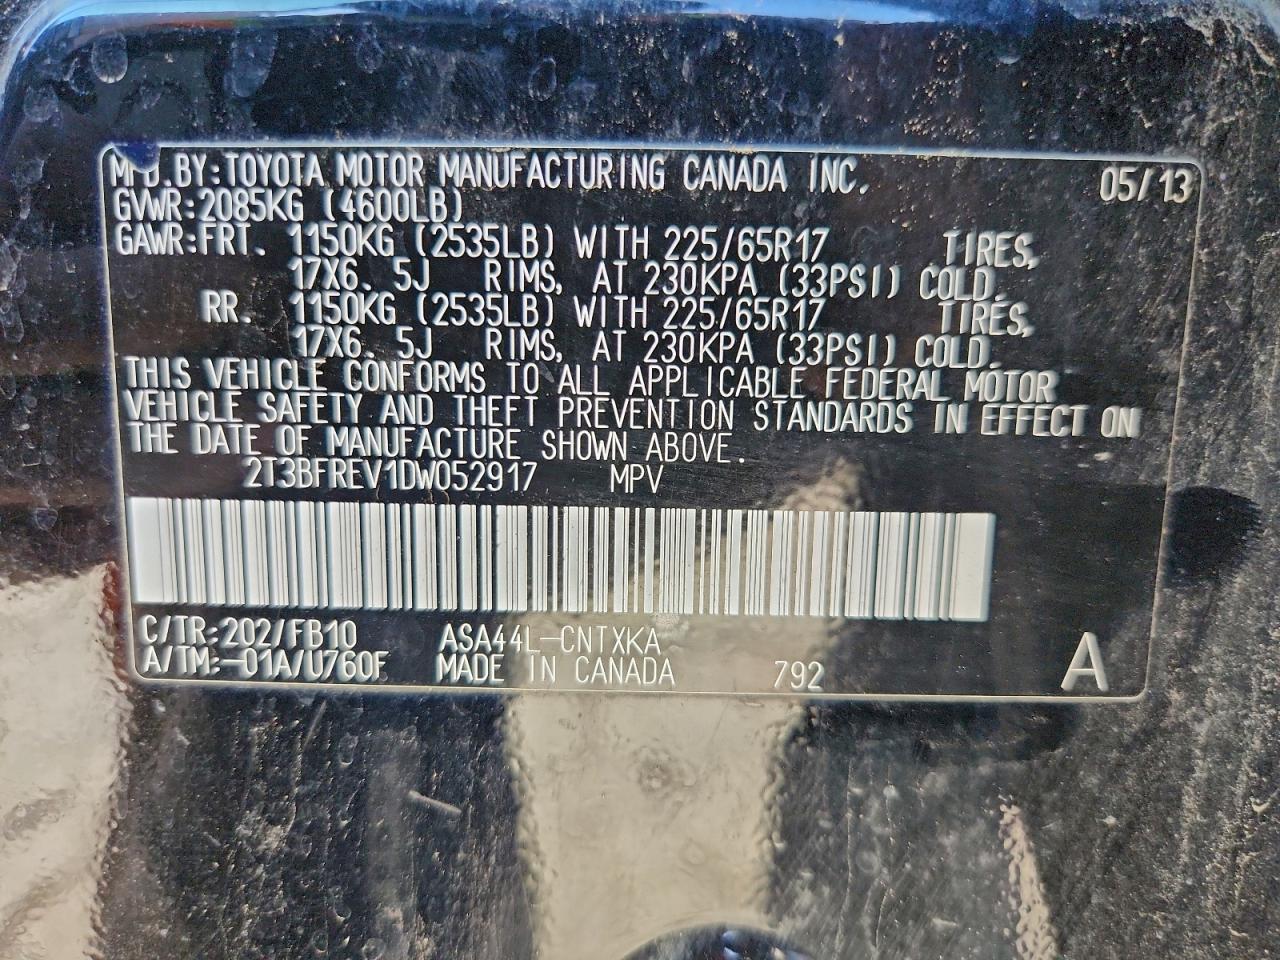 MFD.BY:TOYOTA MOTOR MANUFACTURING CANADA INC. 05/13
GVWR:2085KG (4600LB)
GAWR:FRT. 1150KG (2535LB) WITH 225/65R17 TIRES,
17X6.5J RIMS, AT 230KPA (33PSI) COLD.
RR. 1150KG (2535LB) WITH 225/65R17 TIRES,
17X6.5J RIMS, AT 230KPA (33PSI) COLD.
THIS VEHICLE CONFORMS TO ALL APPLICABLE FEDERAL MOTOR
VEHICLE SAFETY AND THEFT PREVENTION STANDARDS IN EFFECT ON
THE DATE OF MANUFACTURE SHOWN ABOVE.
2T3BFREV1DW052917 MPV
C/TR:202/FB10 ASA44L-CNTXKA
A/TM:-01A/U760F MADE IN CANADA 792 A